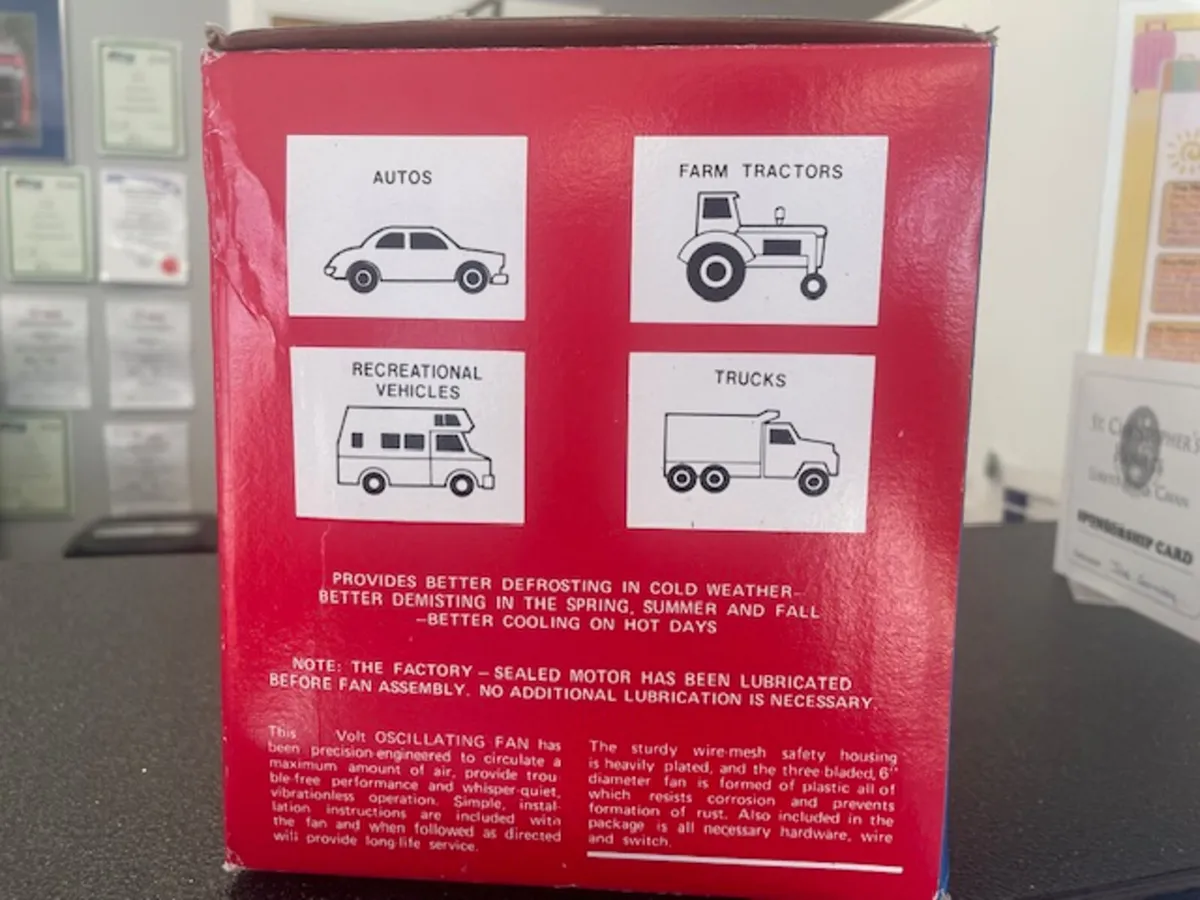 AUTOS
FARM TRACTORS
RECREATIONAL
VEHICLES
TRUCKS
PROVIDES BETTER DEFROSTING IN COLD WEATHER–
BETTER DEMISTING IN THE SPRING, SUMMER AND FALL
–BETTER COOLING ON HOT DAYS
NOTE: THE FACTORY – SEALED MOTOR HAS BEEN LUBRICATED
BEFORE FAN ASSEMBLY. NO ADDITIONAL LUBRICATION IS NECESSARY.
This Volt OSCILLATING FAN has
been precision-engineered to circulate a
maximum amount of air, provide trou-
ble-free performance and whisper-quiet,
vibrationless operation. Simple, instal-
lation instructions are included with
the fan and when followed as directed
will provide long-life service.
The sturdy wire-mesh safety housing
is heavily plated, and the three-bladed, 6"
diameter fan is formed of plastic all of
which resists corrosion and prevents
formation of rust. Also included in the
package is all necessary hardware, wire
and switch.
SPONSORSHIP CARD